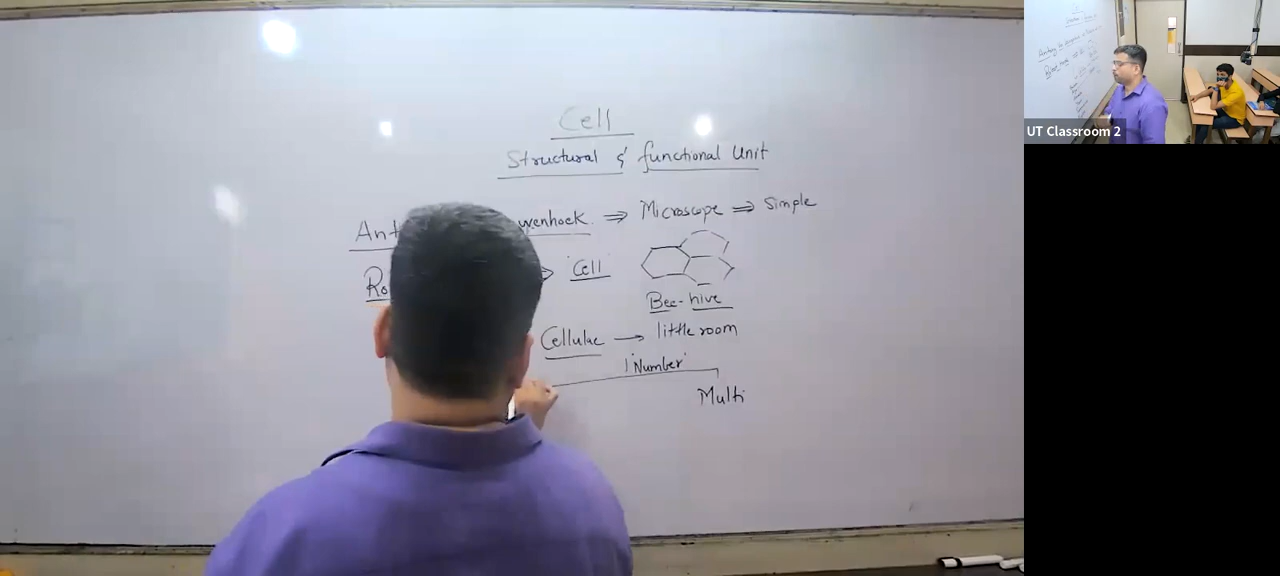 Cell
Structural & functional Unit
Ant wenhoek ⇒ Microscope ⇒ Simple
Ro 'Cell'
Bee-hive
Cellulae → little room
'Number'
Multi
UT Classroom 2